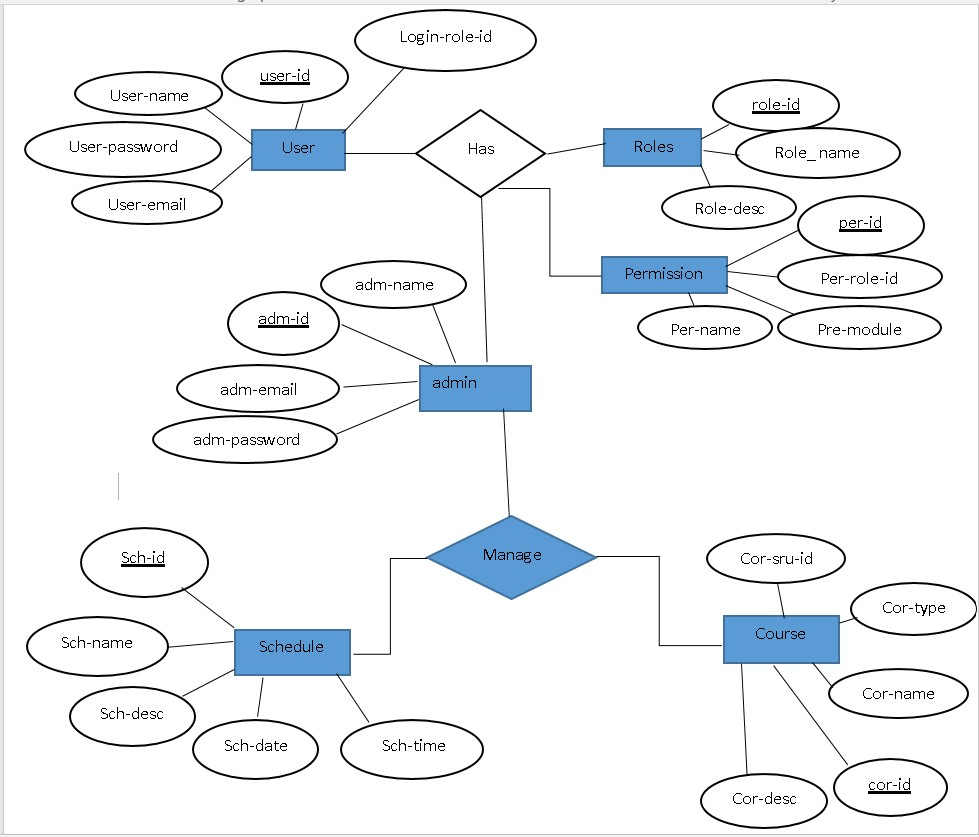 Login-role-id
user-id
User-name
User-password
User-email
User
Has
Roles
role-id
Role_name
Role-desc
per-id
Permission
Per-role-id
Per-name
Pre-module
adm-name
adm-id
adm-email
adm-password
admin
Manage
Sch-id
Sch-name
Schedule
Sch-desc
Sch-date
Sch-time
Cor-sru-id
Cor-type
Course
Cor-name
cor-id
Cor-desc